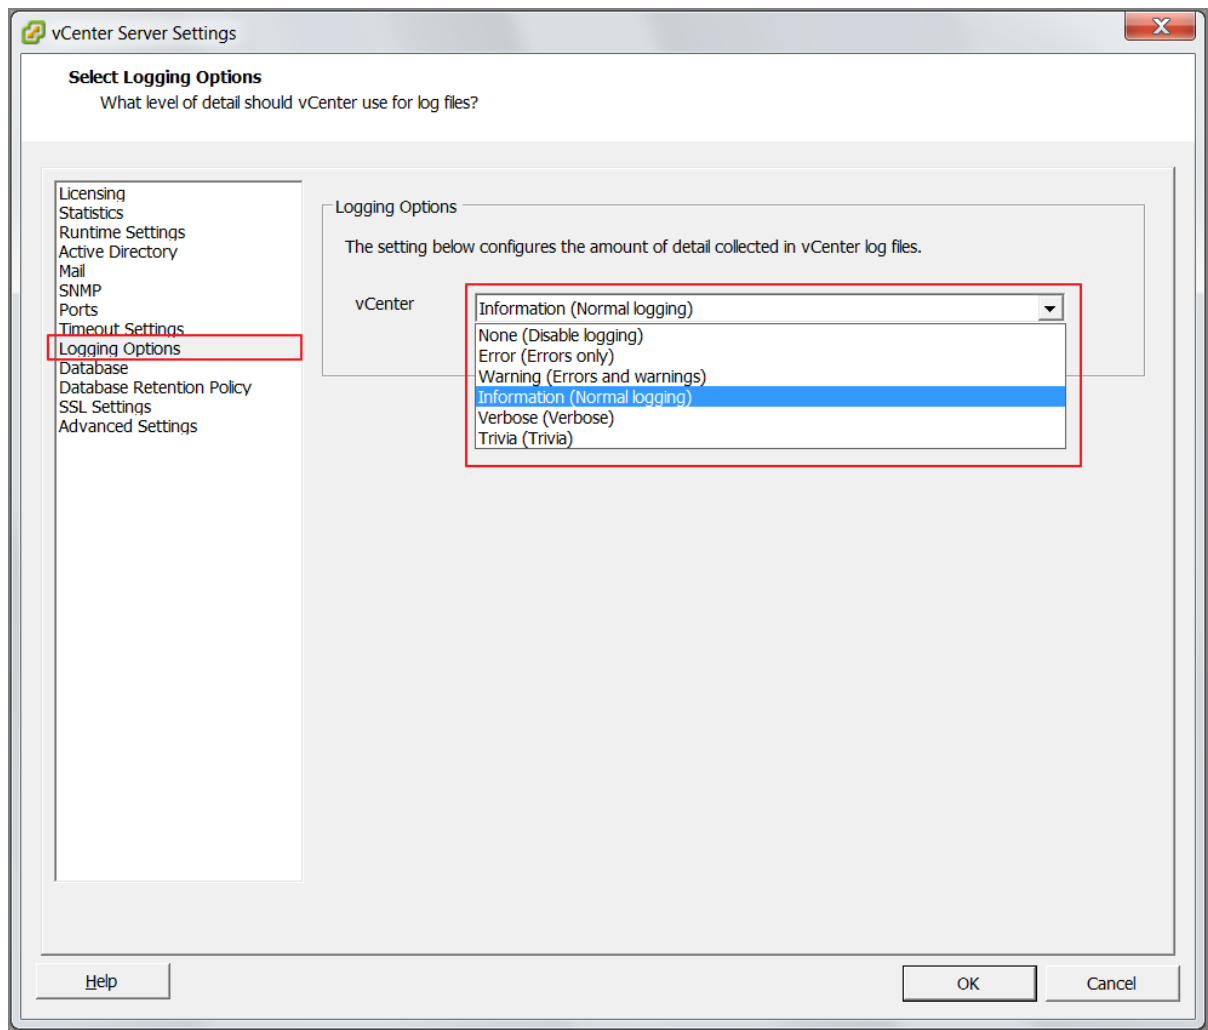 vCenter Server Settings
X
Select Logging Options
What level of detail should vCenter use for log files?
Licensing
Statistics
Runtime Settings
Active Directory
Mail
SNMP
Ports
Timeout Settings
Logging Options
Database
Database Retention Policy
SSL Settings
Advanced Settings
Logging Options
The setting below configures the amount of detail collected in vCenter log files.
vCenter
Information (Normal logging)
None (Disable logging)
Error (Errors only)
Warning (Errors and warnings)
Information (Normal logging)
Verbose (Verbose)
Trivia (Trivia)
Help
OK
Cancel